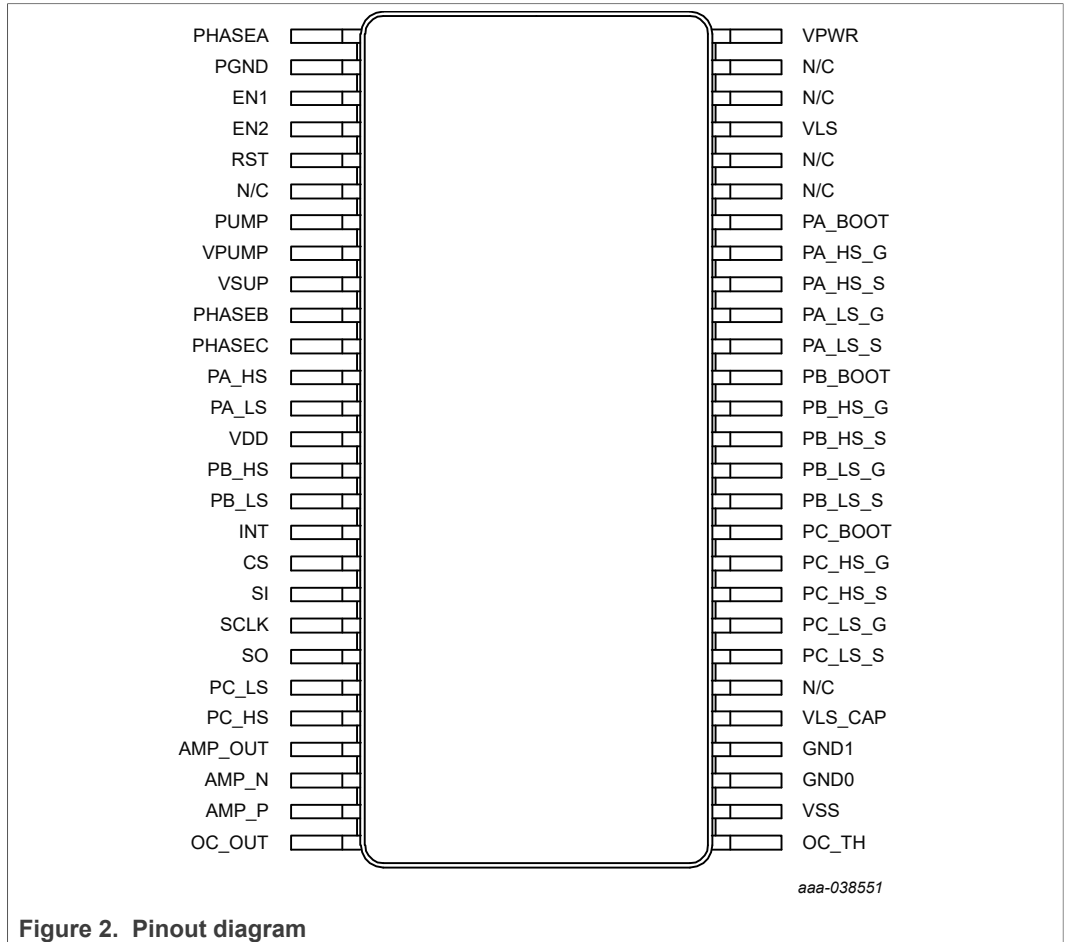 PHASEA VPWR
PGND N/C
EN1 N/C
EN2 VLS
RST N/C
N/C N/C
PUMP PA_BOOT
VPUMP PA_HS_G
VSUP PA_HS_S
PHASEB PA_LS_G
PHASEC PA_LS_S
PA_HS PB_BOOT
PA_LS PB_HS_G
VDD PB_HS_S
PB_HS PB_LS_G
PB_LS PB_LS_S
INT PC_BOOT
CS PC_HS_G
SI PC_HS_S
SCLK PC_LS_G
SO PC_LS_S
PC_LS N/C
PC_HS VLS_CAP
AMP_OUT GND1
AMP_N GND0
AMP_P VSS
OC_OUT OC_TH
aaa-038551
Figure 2. Pinout diagram